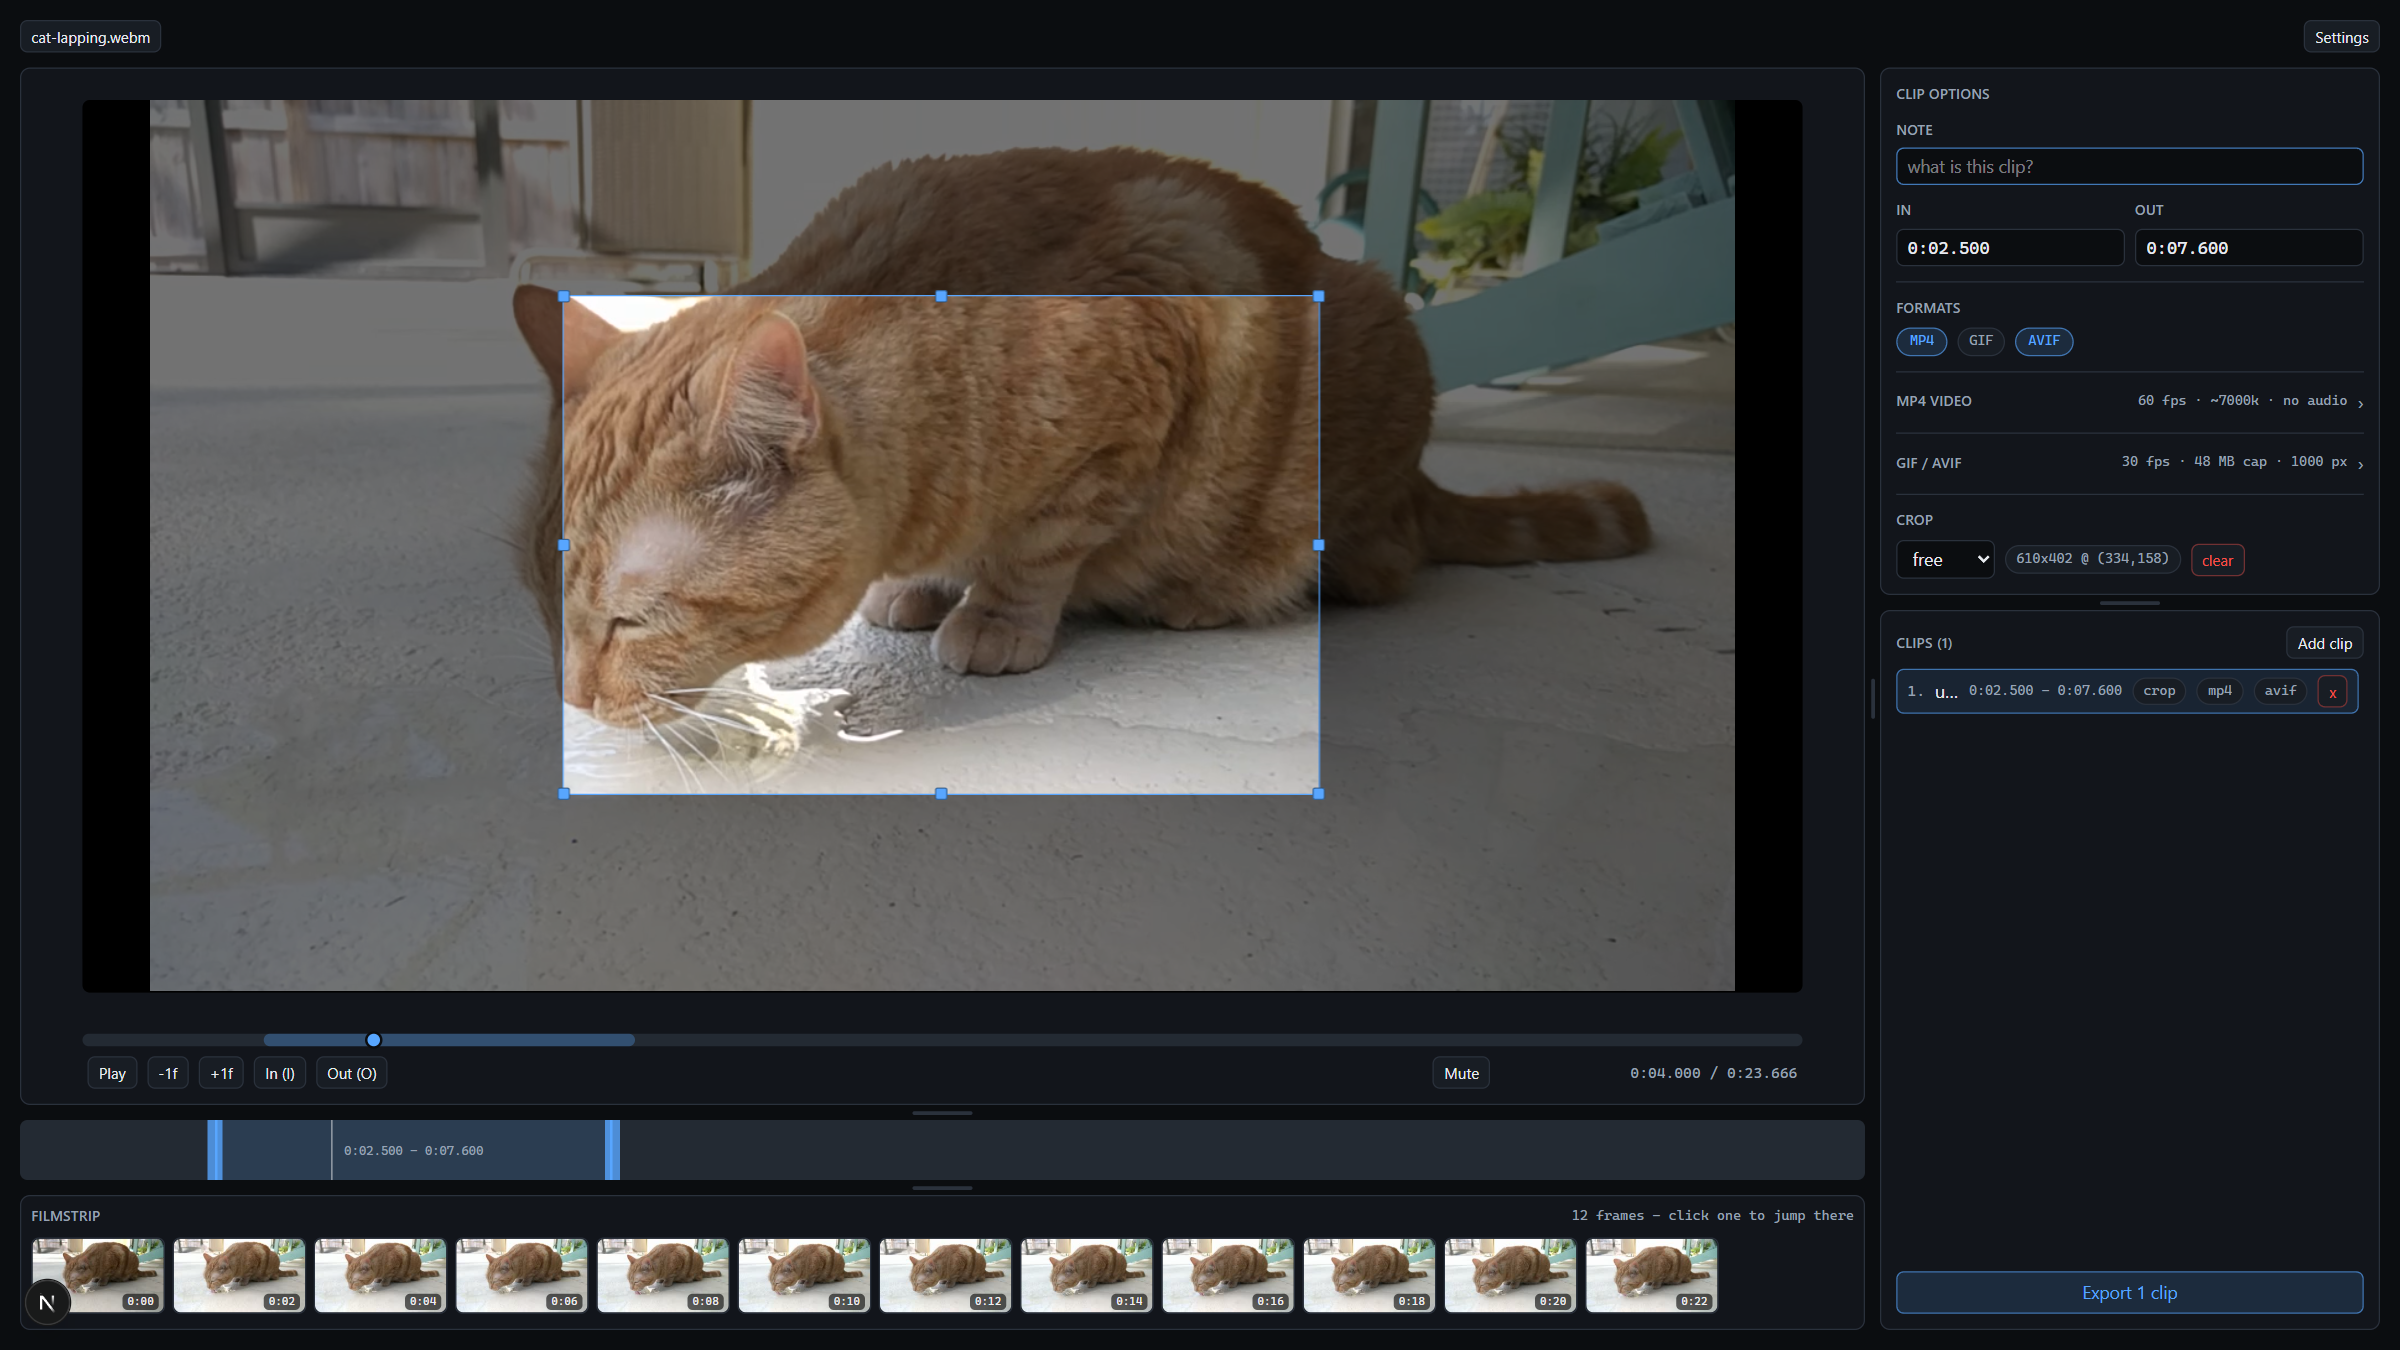 cat-lapping.webm
Settings
CLIP OPTIONS
NOTE
what is this clip?
IN OUT
0:02.500 0:07.600
FORMATS
MP4 GIF AVIF
MP4 VIDEO 60 fps · ~7000k · no audio ›
GIF / AVIF 30 fps · 48 MB cap · 1000 px ›
CROP
free 610x402 @ (334,158) clear
CLIPS (1) Add clip
1. u... 0:02.500 – 0:07.600 crop mp4 avif x
Export 1 clip
Play -1f +1f In (I) Out (O) Mute 0:04.000 / 0:23.666
0:02.500 – 0:07.600
FILMSTRIP 12 frames – click one to jump there
0:00 0:02 0:04 0:06 0:08 0:10 0:12 0:14 0:16 0:18 0:20 0:22
N